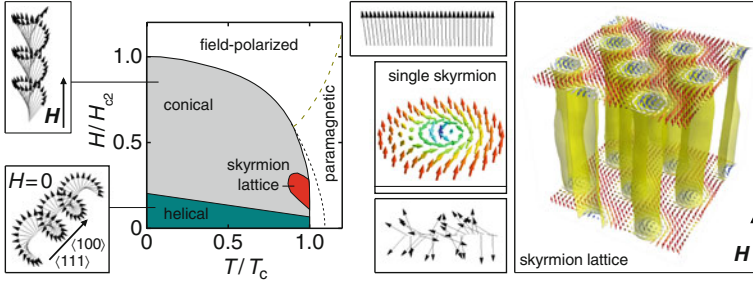 H
H=0
⟨100⟩
⟨111⟩
H/H_c2
1.0
0.5
0
field-polarized
conical
skyrmion
lattice
helical
paramagnetic
0
0.5
1.0
T/T_c
single skyrmion
skyrmion lattice
H